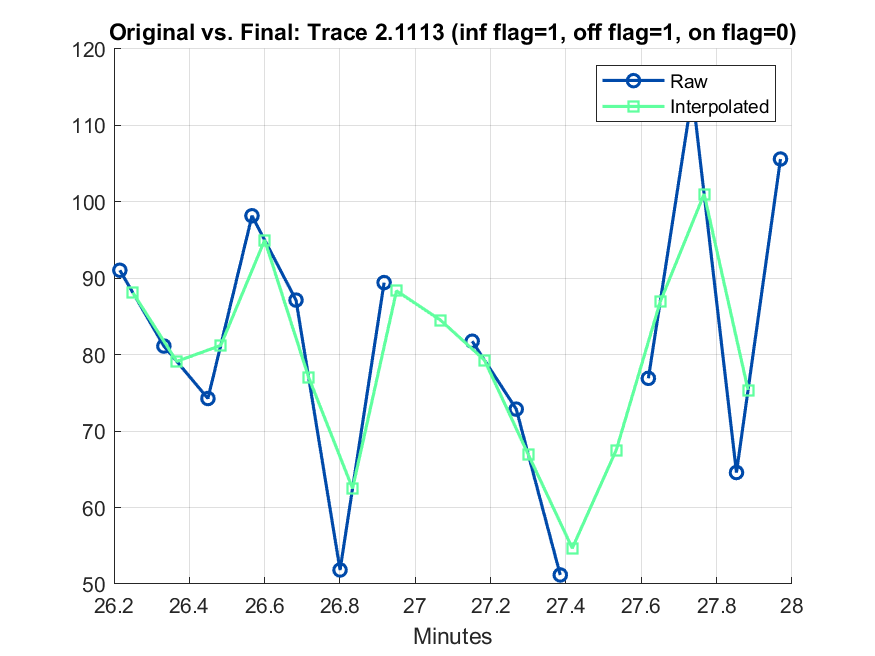 Original vs. Final: Trace 2.1113 (inf flag=1, off flag=1, on flag=0)
120
110
100
90
80
70
60
50
Raw
Interpolated
26.2 26.4 26.6 26.8 27 27.2 27.4 27.6 27.8 28
Minutes